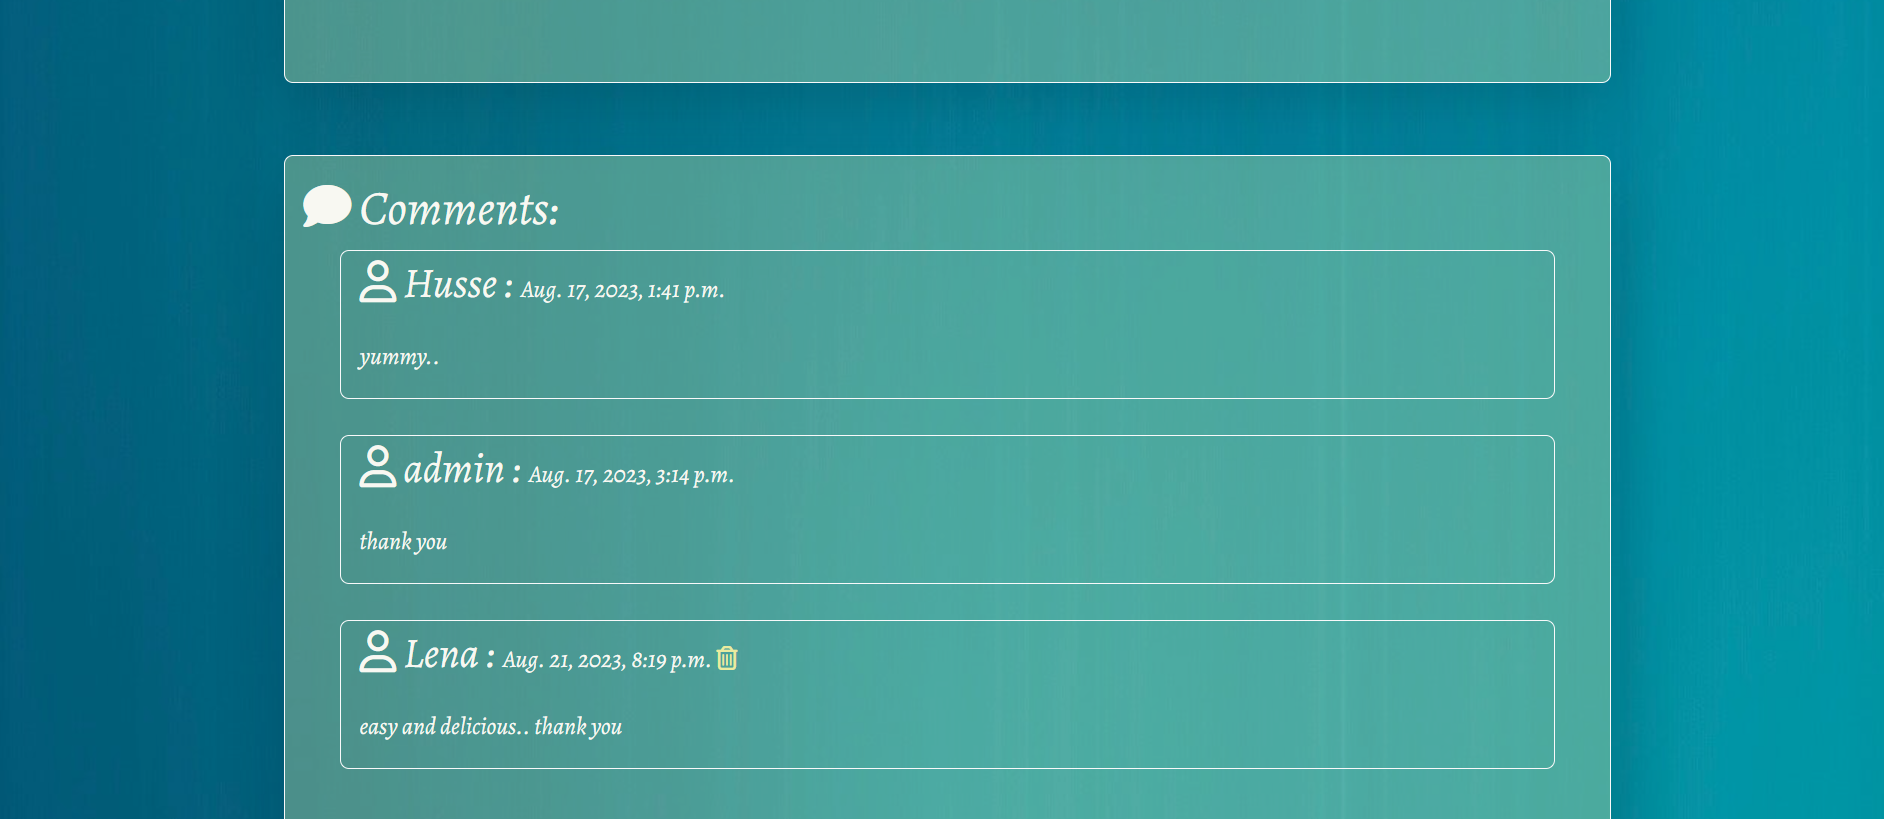 Comments:
Husse : Aug. 17, 2023, 1:41 p.m.
yummy..
admin : Aug. 17, 2023, 3:14 p.m.
thank you
Lena : Aug. 21, 2023, 8:19 p.m.
easy and delicious.. thank you